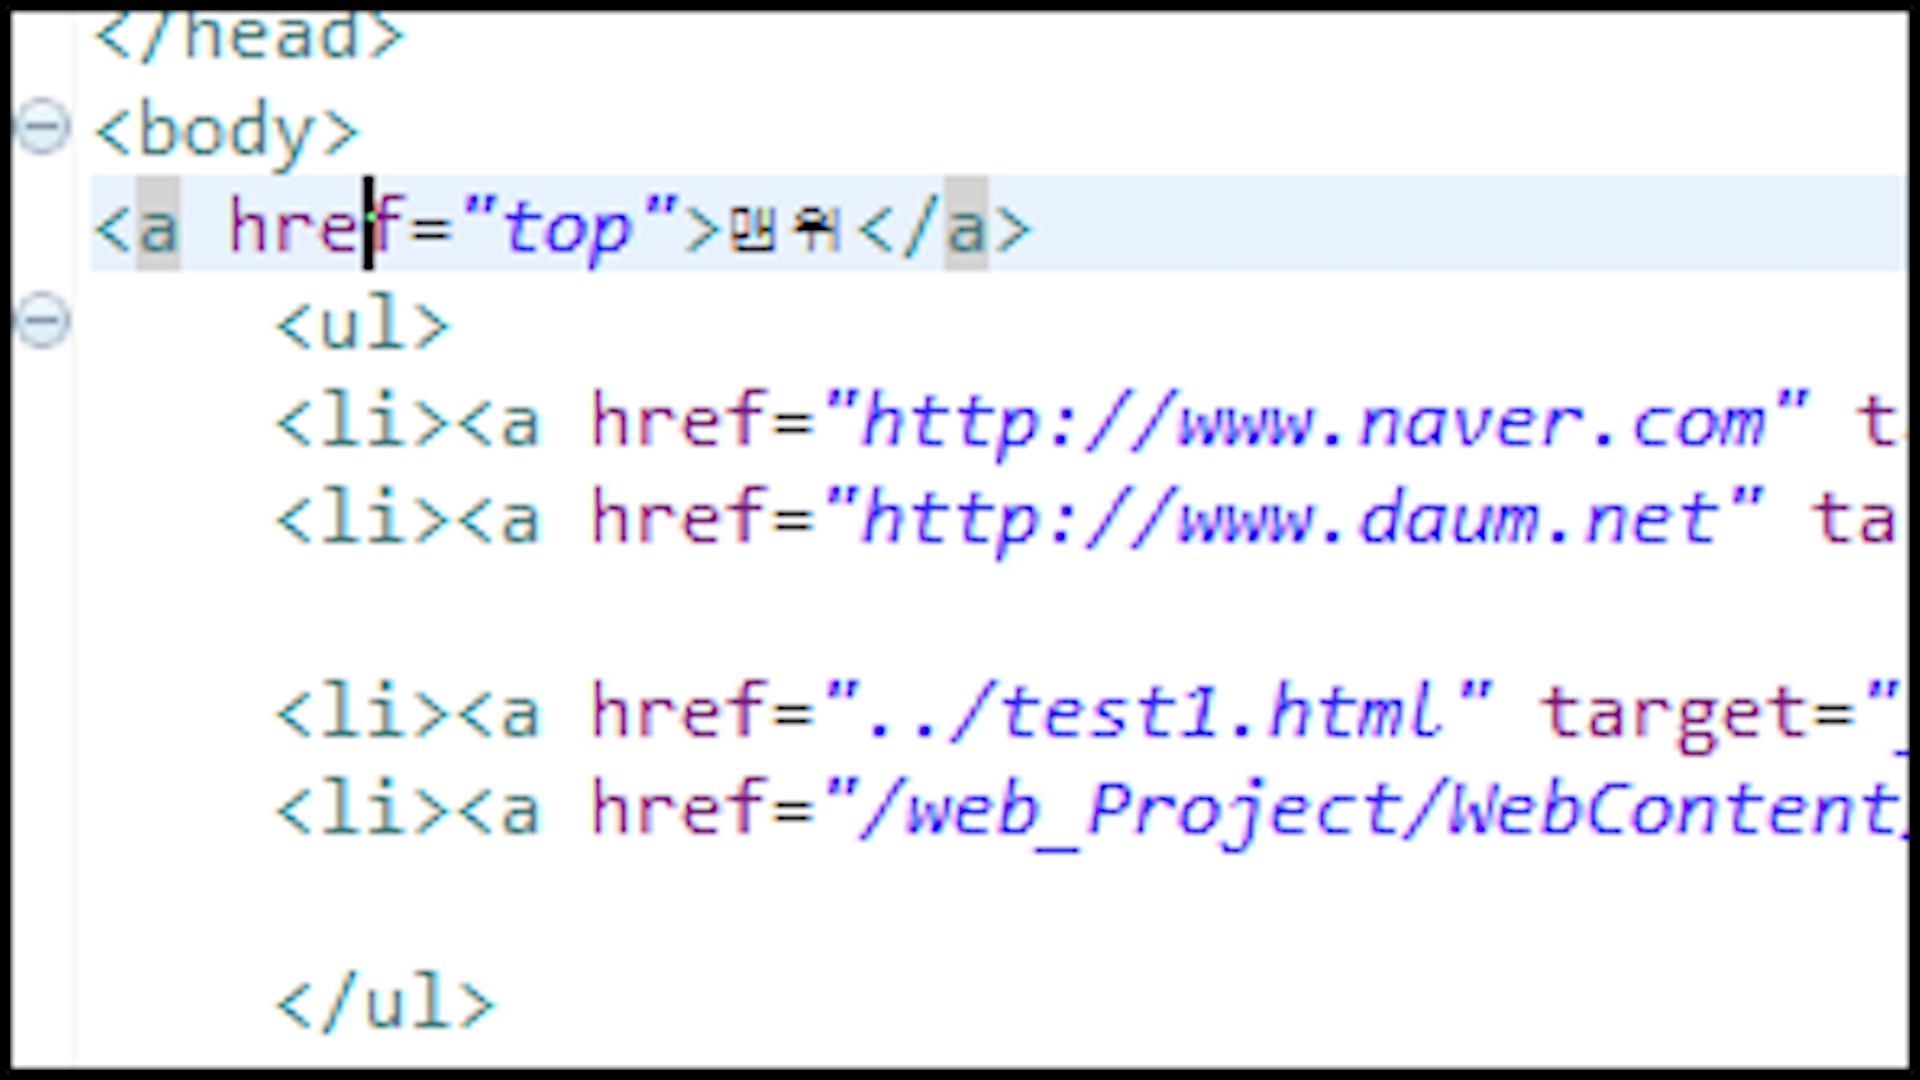 </head>
<body>
<a href="top">맨위</a>
<ul>
<li><a href="http://www.naver.com" t
<li><a href="http://www.daum.net" ta
<li><a href="../test1.html" target="_
<li><a href="/web_Project/WebContent
</ul>